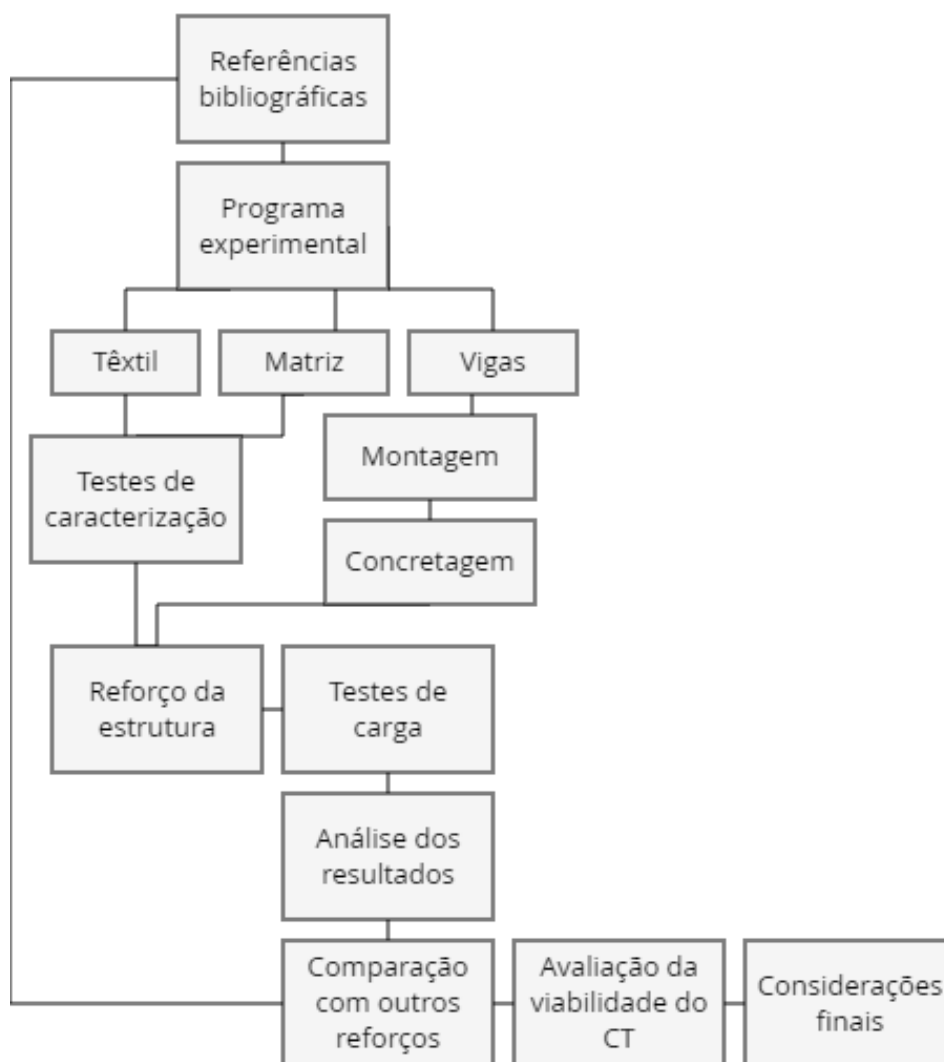 Referências
bibliográficas
Programa
experimental
Têxtil
Matriz
Vigas
Testes de
caracterização
Montagem
Concretagem
Reforço da
estrutura
Testes de
carga
Análise dos
resultados
Comparação
com outros
reforços
Avaliação da
viabilidade do
CT
Considerações
finais